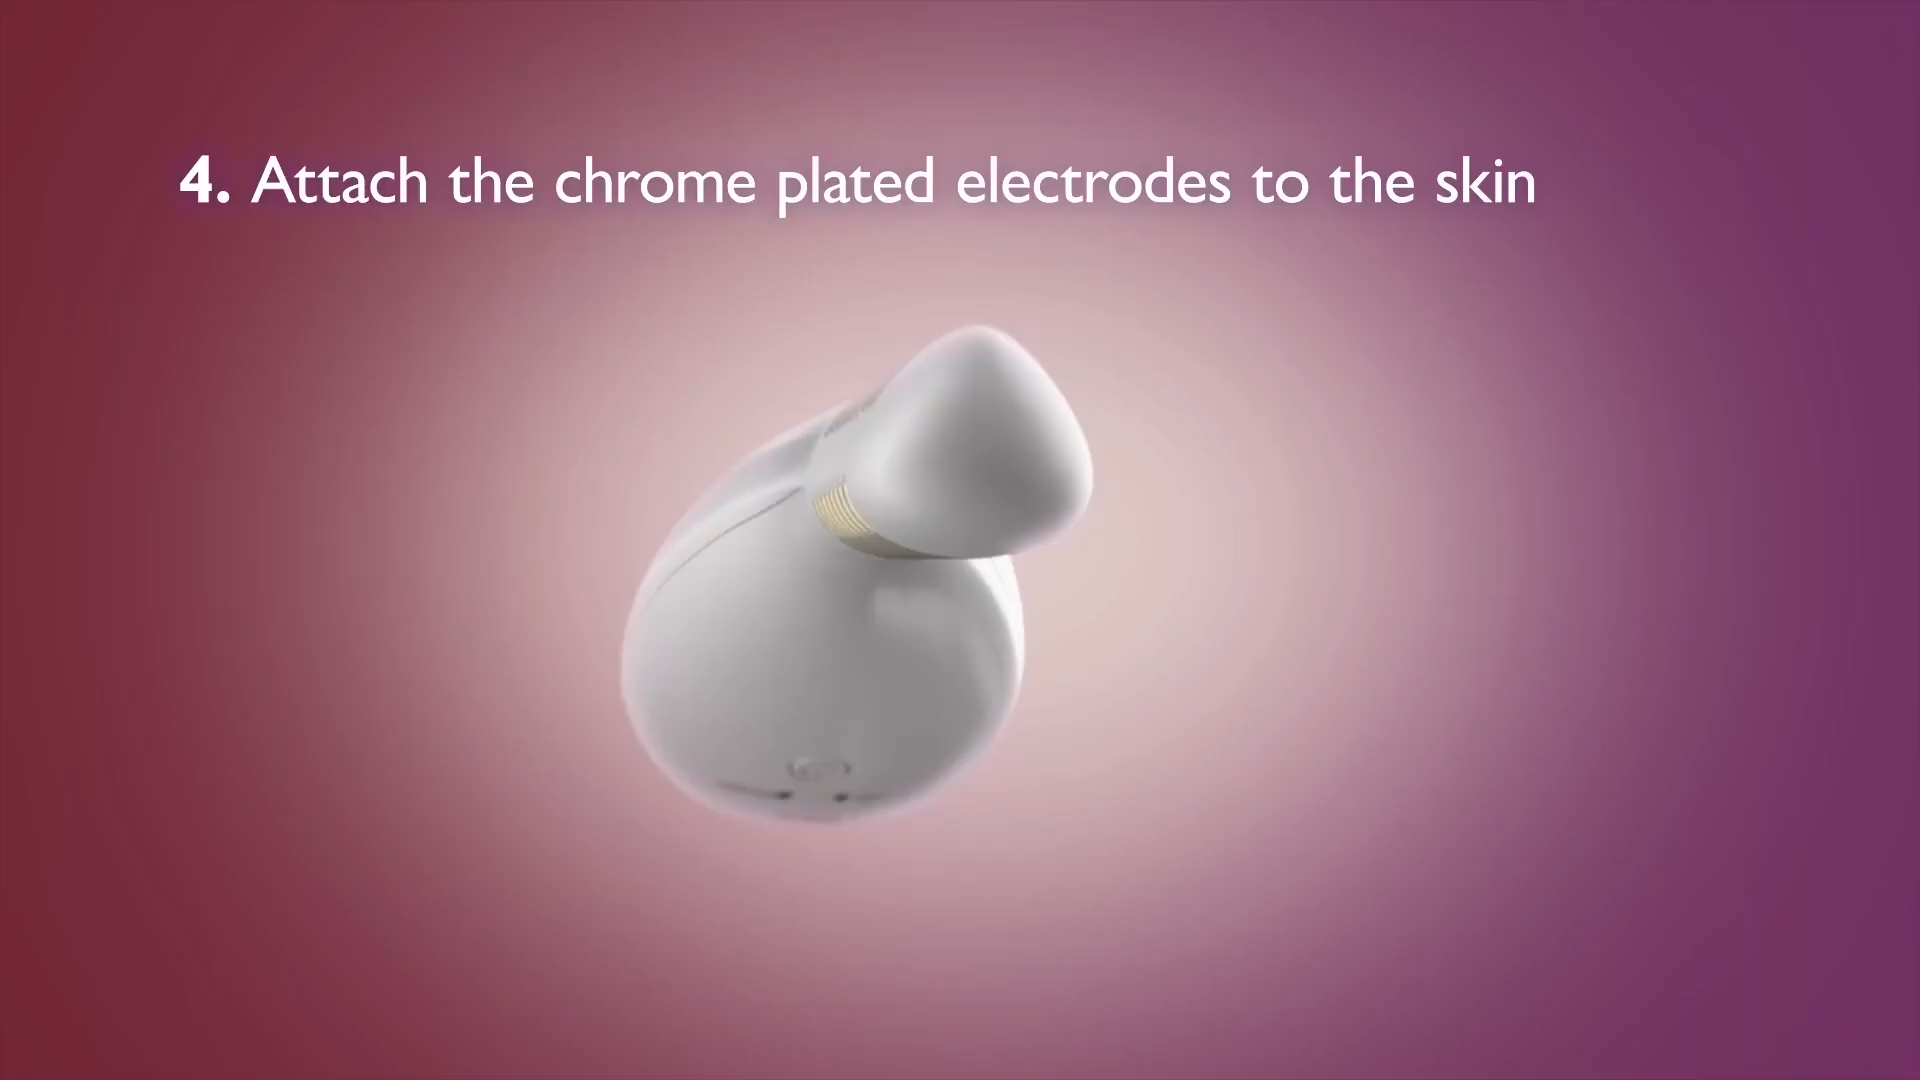 4. Attach the chrome plated electrodes to the skin